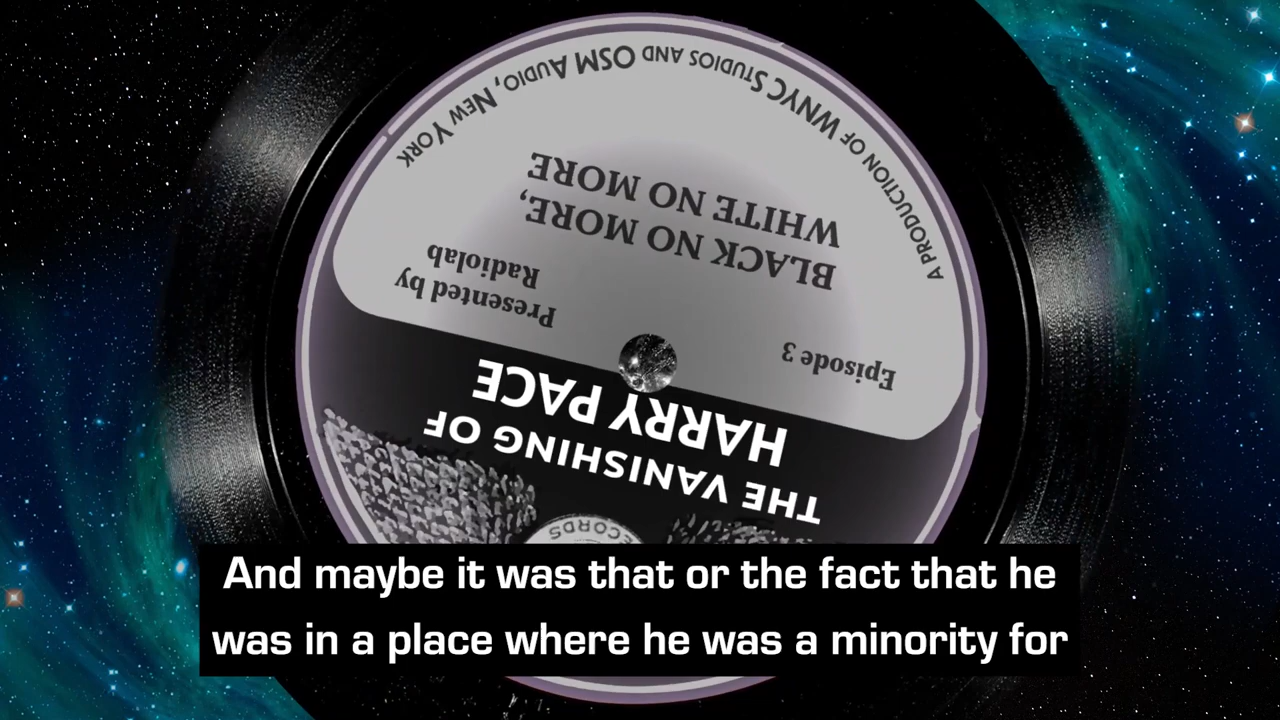 THE VANISHING OF
HARRY PACE
Episode 3
Presented by
Radiolab
BLACK NO MORE,
WHITE NO MORE
A PRODUCTION OF WNYC STUDIOS AND OSM AUDIO, NEW YORK
And maybe it was that or the fact that he
was in a place where he was a minority for